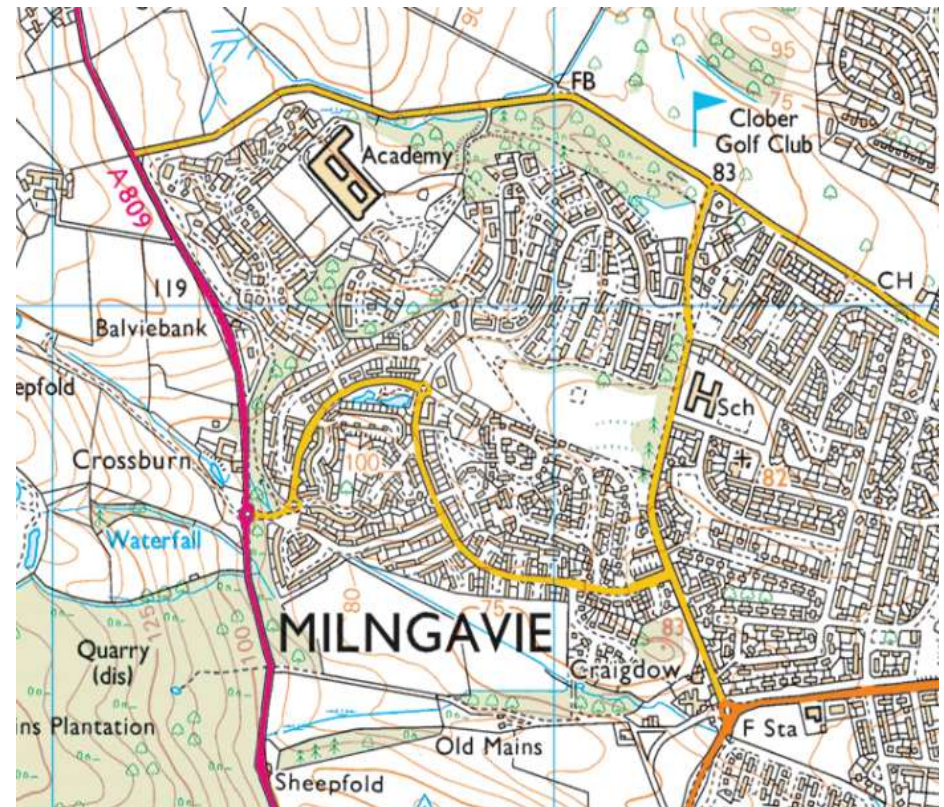 90
95
75
FB
Clober
Golf Club
Academy
83
A809
119
CH
Balviebank
epfold
Sch
Crossburn
100
82
Waterfall
125
100
80
75
MILNGAVIE
83
Quarry
(dis)
Craigdow
ins Plantation
Old Mains
F Sta
Sheepfold